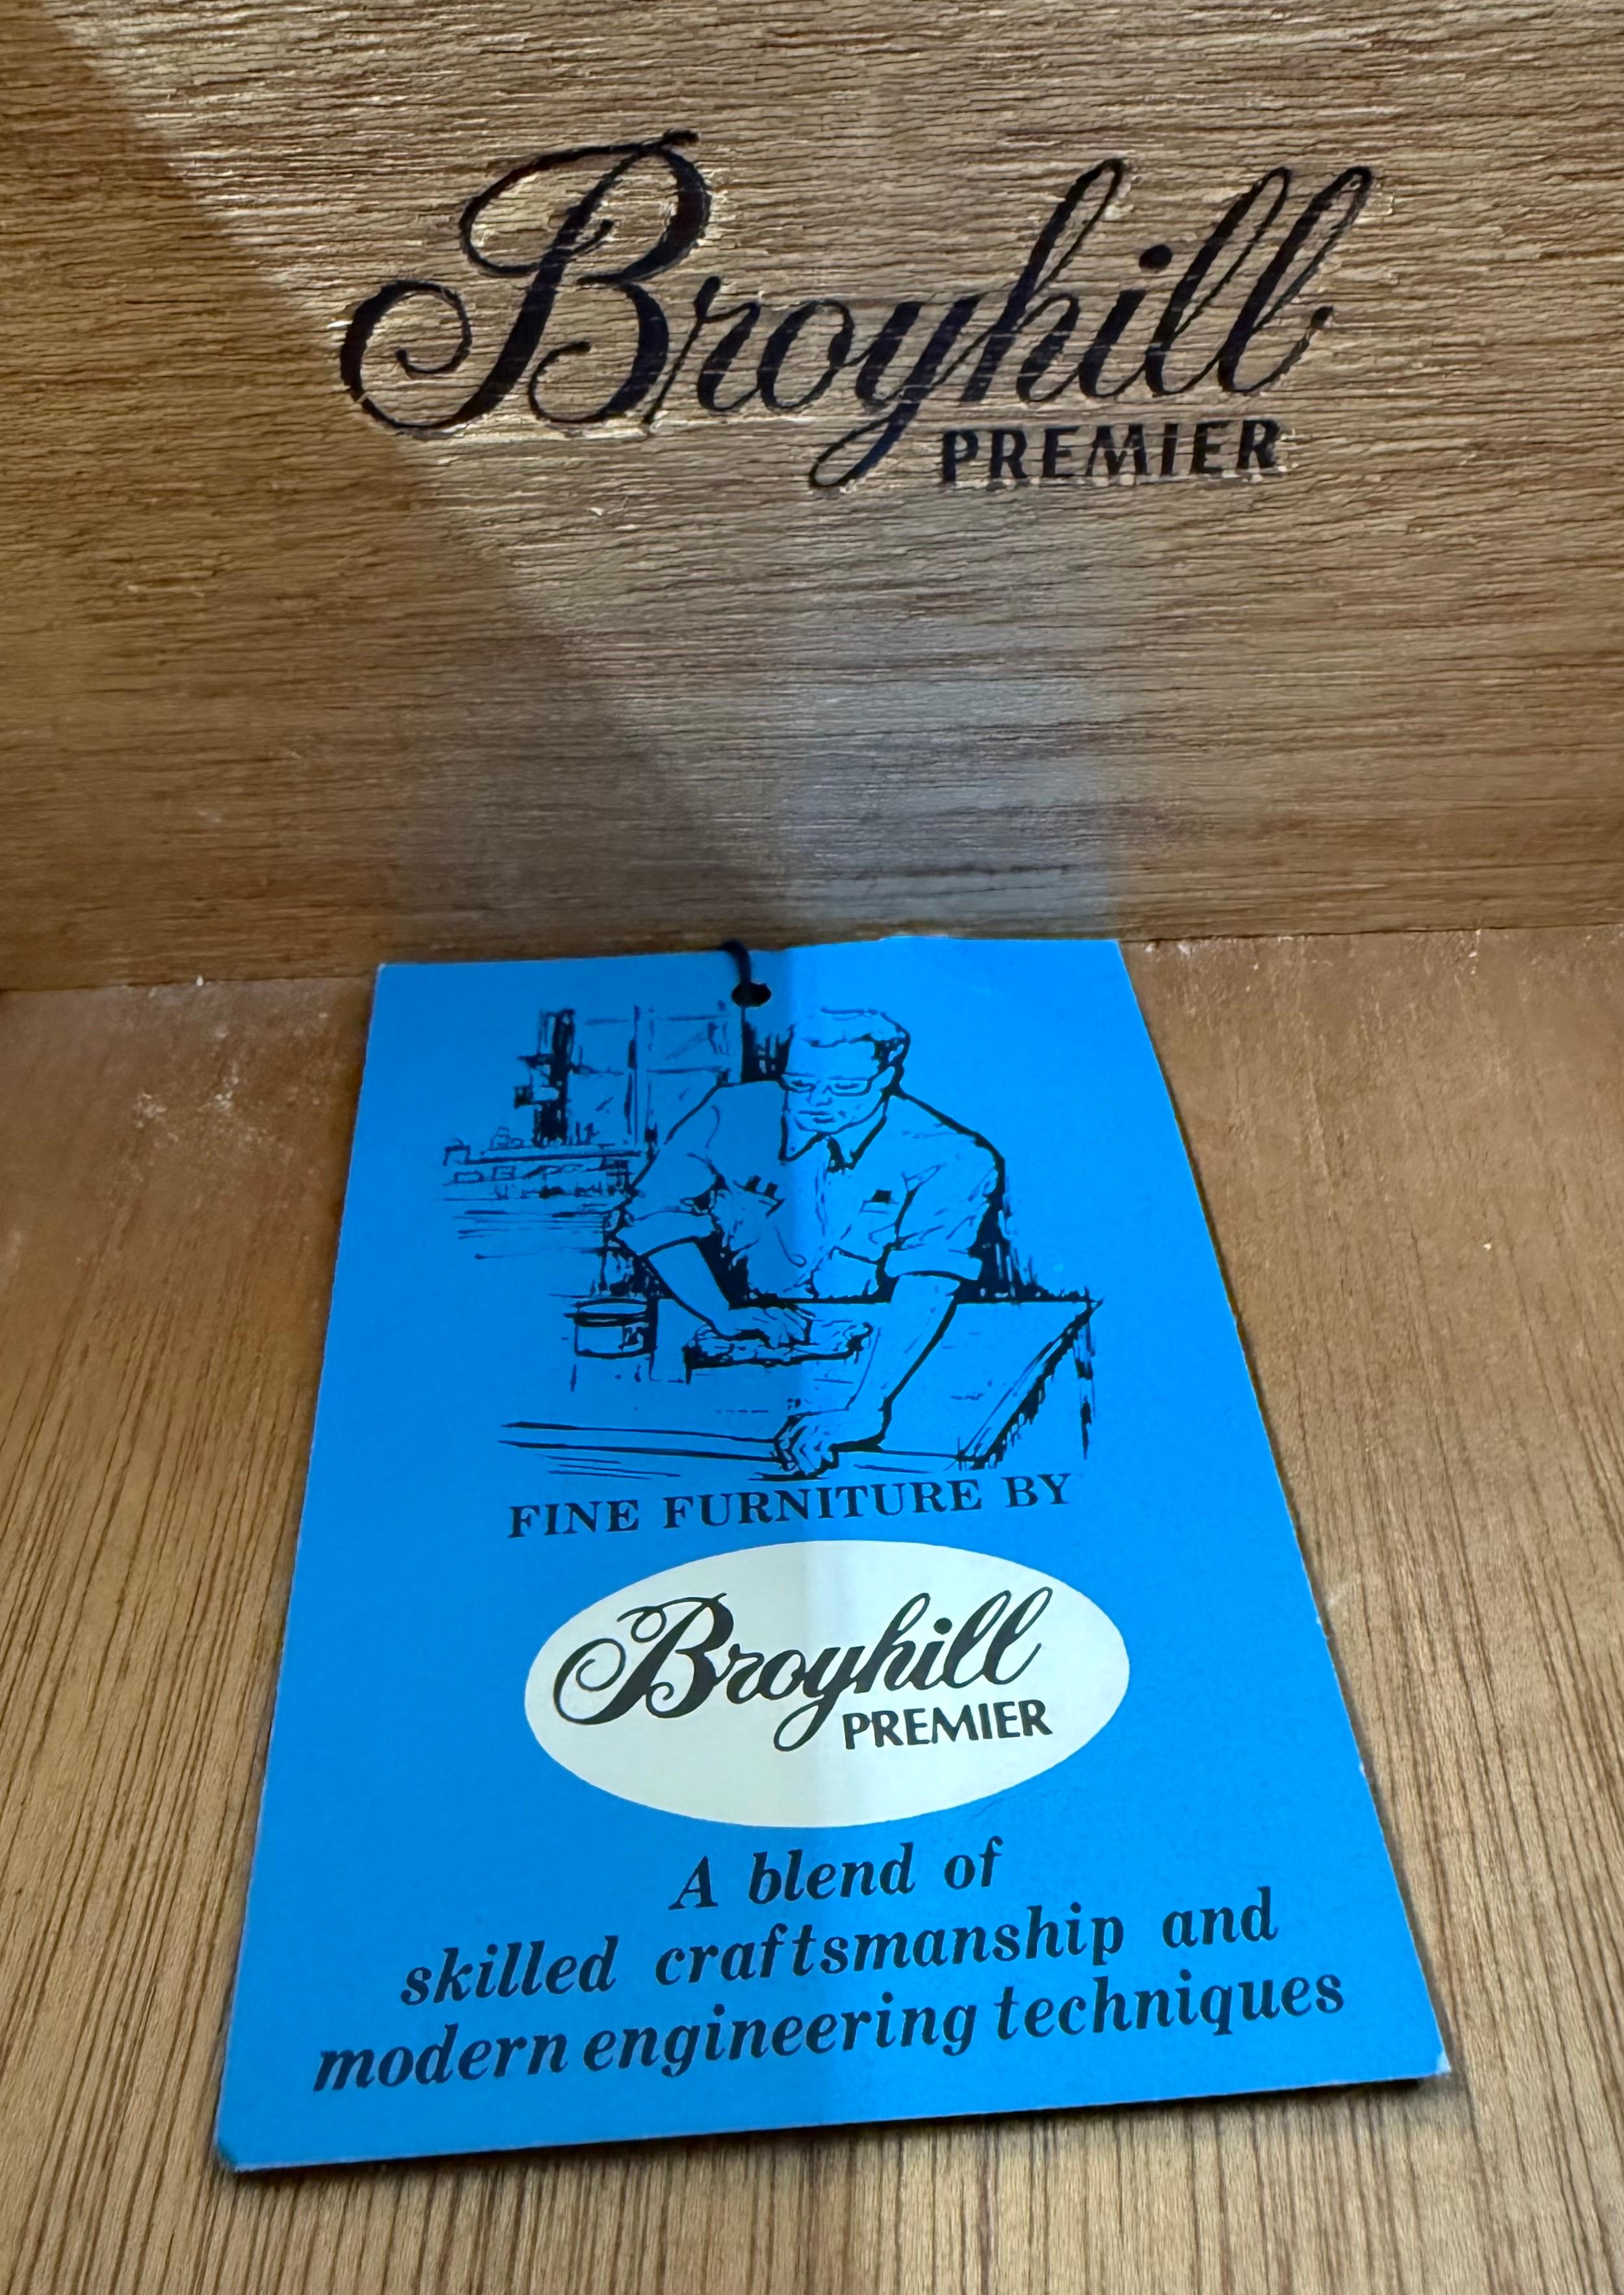 Broyhill
PREMIER
FINE FURNITURE BY
Broyhill
PREMIER
A blend of
skilled craftsmanship and
modern engineering techniques